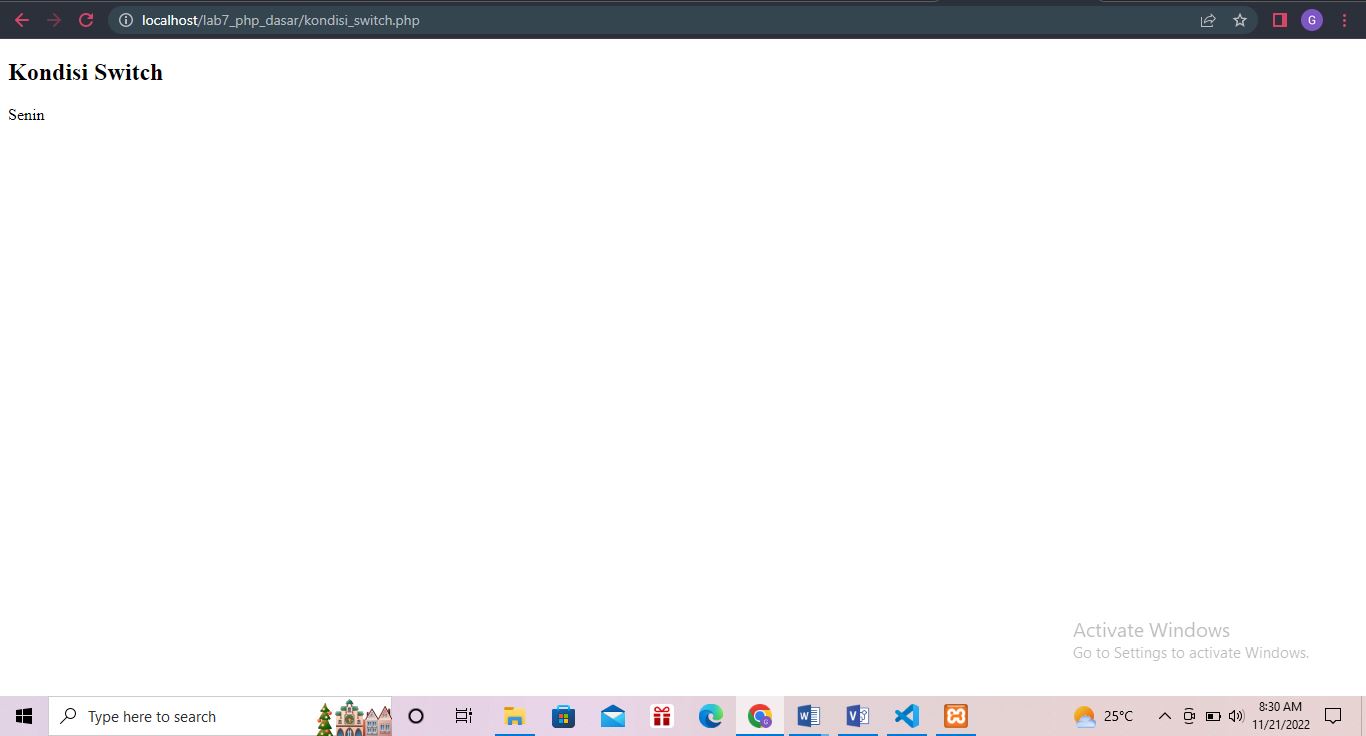 localhost/lab7_php_dasar/kondisi_switch.php
G
Kondisi Switch
Senin
Activate Windows
Go to Settings to activate Windows.
Type here to search
25°C
8:30 AM
11/21/2022